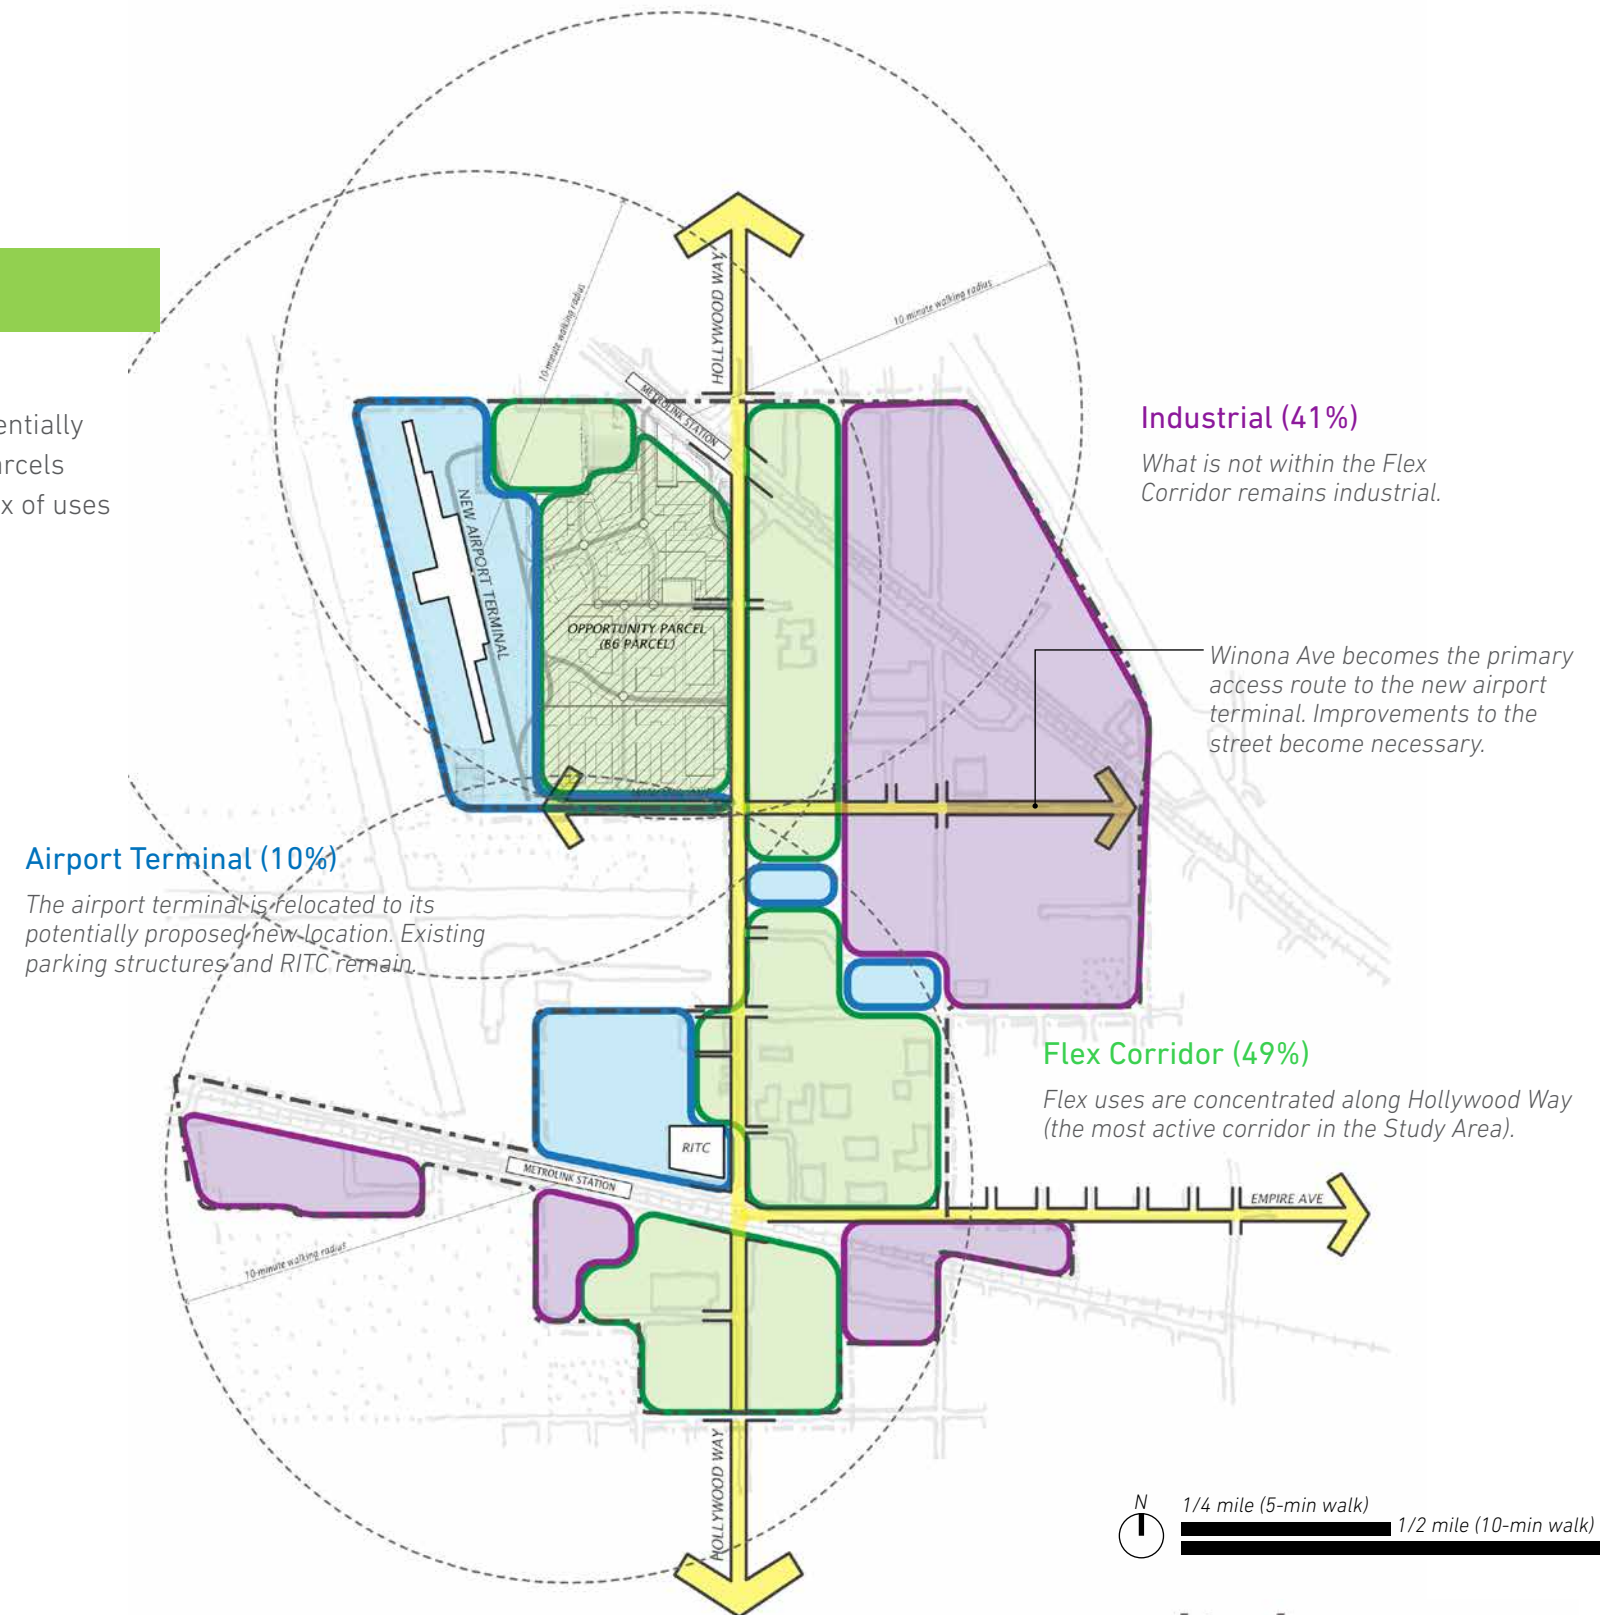 entially
arcels
x of uses
HOLLYWOOD WAY
10-minute walking radius
10-minute walking radius
METROLINK STATION
Industrial (41%)
What is not within the Flex
Corridor remains industrial.
NEW AIRPORT TERMINAL
OPPORTUNITY PARCEL
(B6 PARCEL)
Winona Ave becomes the primary
access route to the new airport
terminal. Improvements to the
street become necessary.
Airport Terminal (10%)
The airport terminal is relocated to its
potentially proposed new location. Existing
parking structures and RITC remain.
Flex Corridor (49%)
Flex uses are concentrated along Hollywood Way
(the most active corridor in the Study Area).
RITC
METROLINK STATION
EMPIRE AVE
10-minute walking radius
HOLLYWOOD WAY
N
1/4 mile (5-min walk)
1/2 mile (10-min walk)